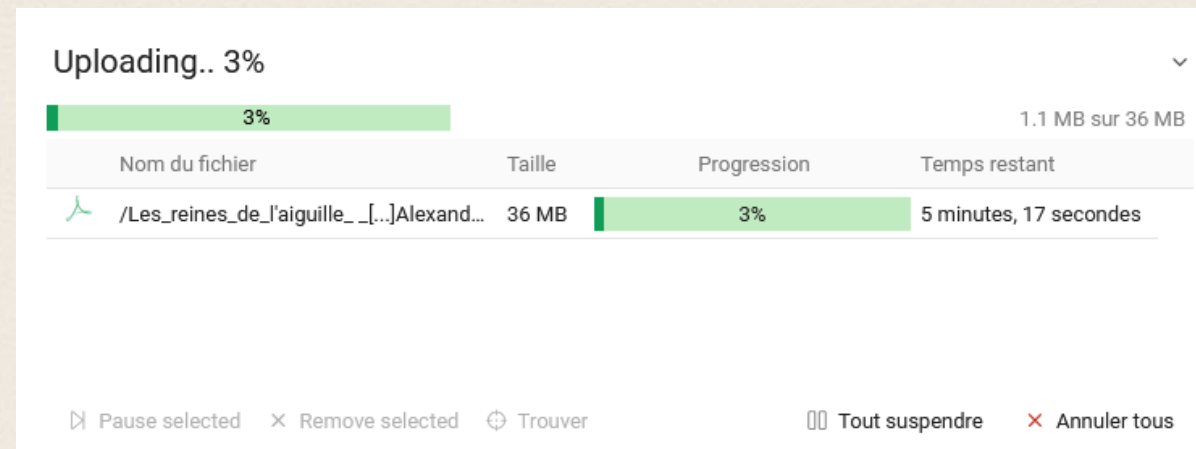 Uploading.. 3%
3%
1.1 MB sur 36 MB
Nom du fichier Taille Progression Temps restant
/Les_reines_de_l'aiguille_ _[...]Alexand... 36 MB 3% 5 minutes, 17 secondes
Pause selected Remove selected Trouver Tout suspendre Annuler tous